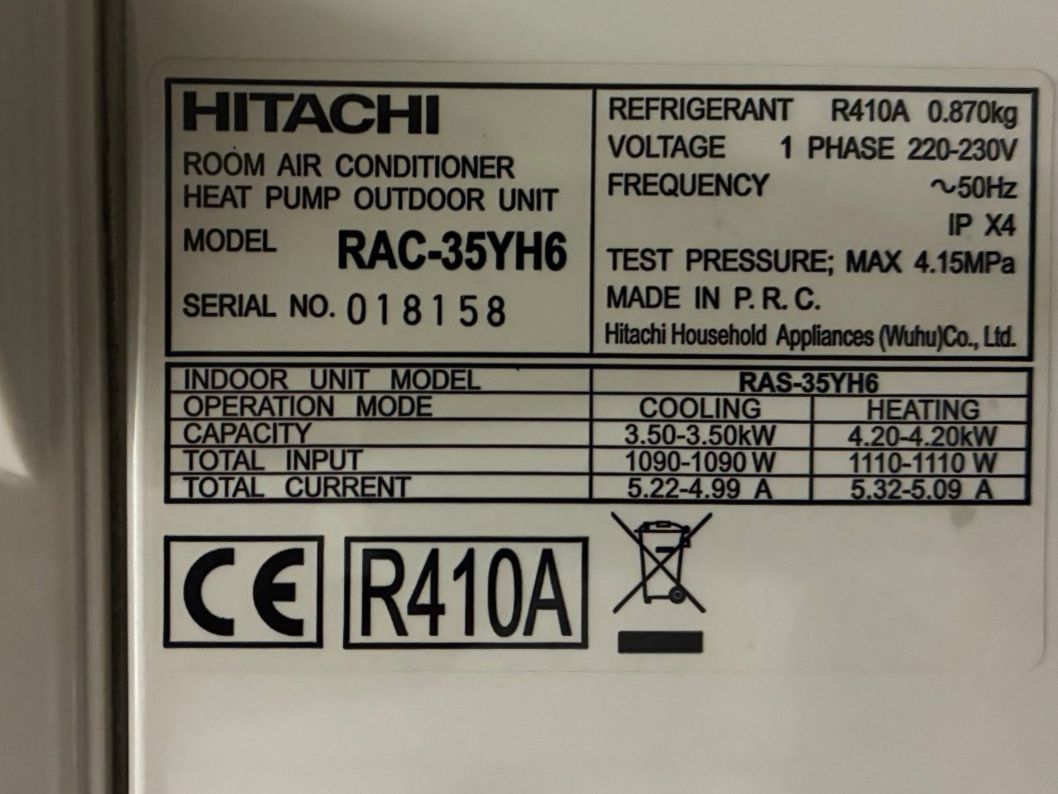 HITACHI
ROOM AIR CONDITIONER
HEAT PUMP OUTDOOR UNIT
MODEL RAC-35YH6
SERIAL NO. 018158
REFRIGERANT R410A 0.870kg
VOLTAGE 1 PHASE 220-230V
FREQUENCY ~50Hz
IP X4
TEST PRESSURE; MAX 4.15MPa
MADE IN P.R.C.
Hitachi Household Appliances (Wuhu)Co., Ltd.
INDOOR UNIT MODEL RAS-35YH6
OPERATION MODE COOLING HEATING
CAPACITY 3.50-3.50kW 4.20-4.20kW
TOTAL INPUT 1090-1090 W 1110-1110 W
TOTAL CURRENT 5.22-4.99 A 5.32-5.09 A
CE R410A